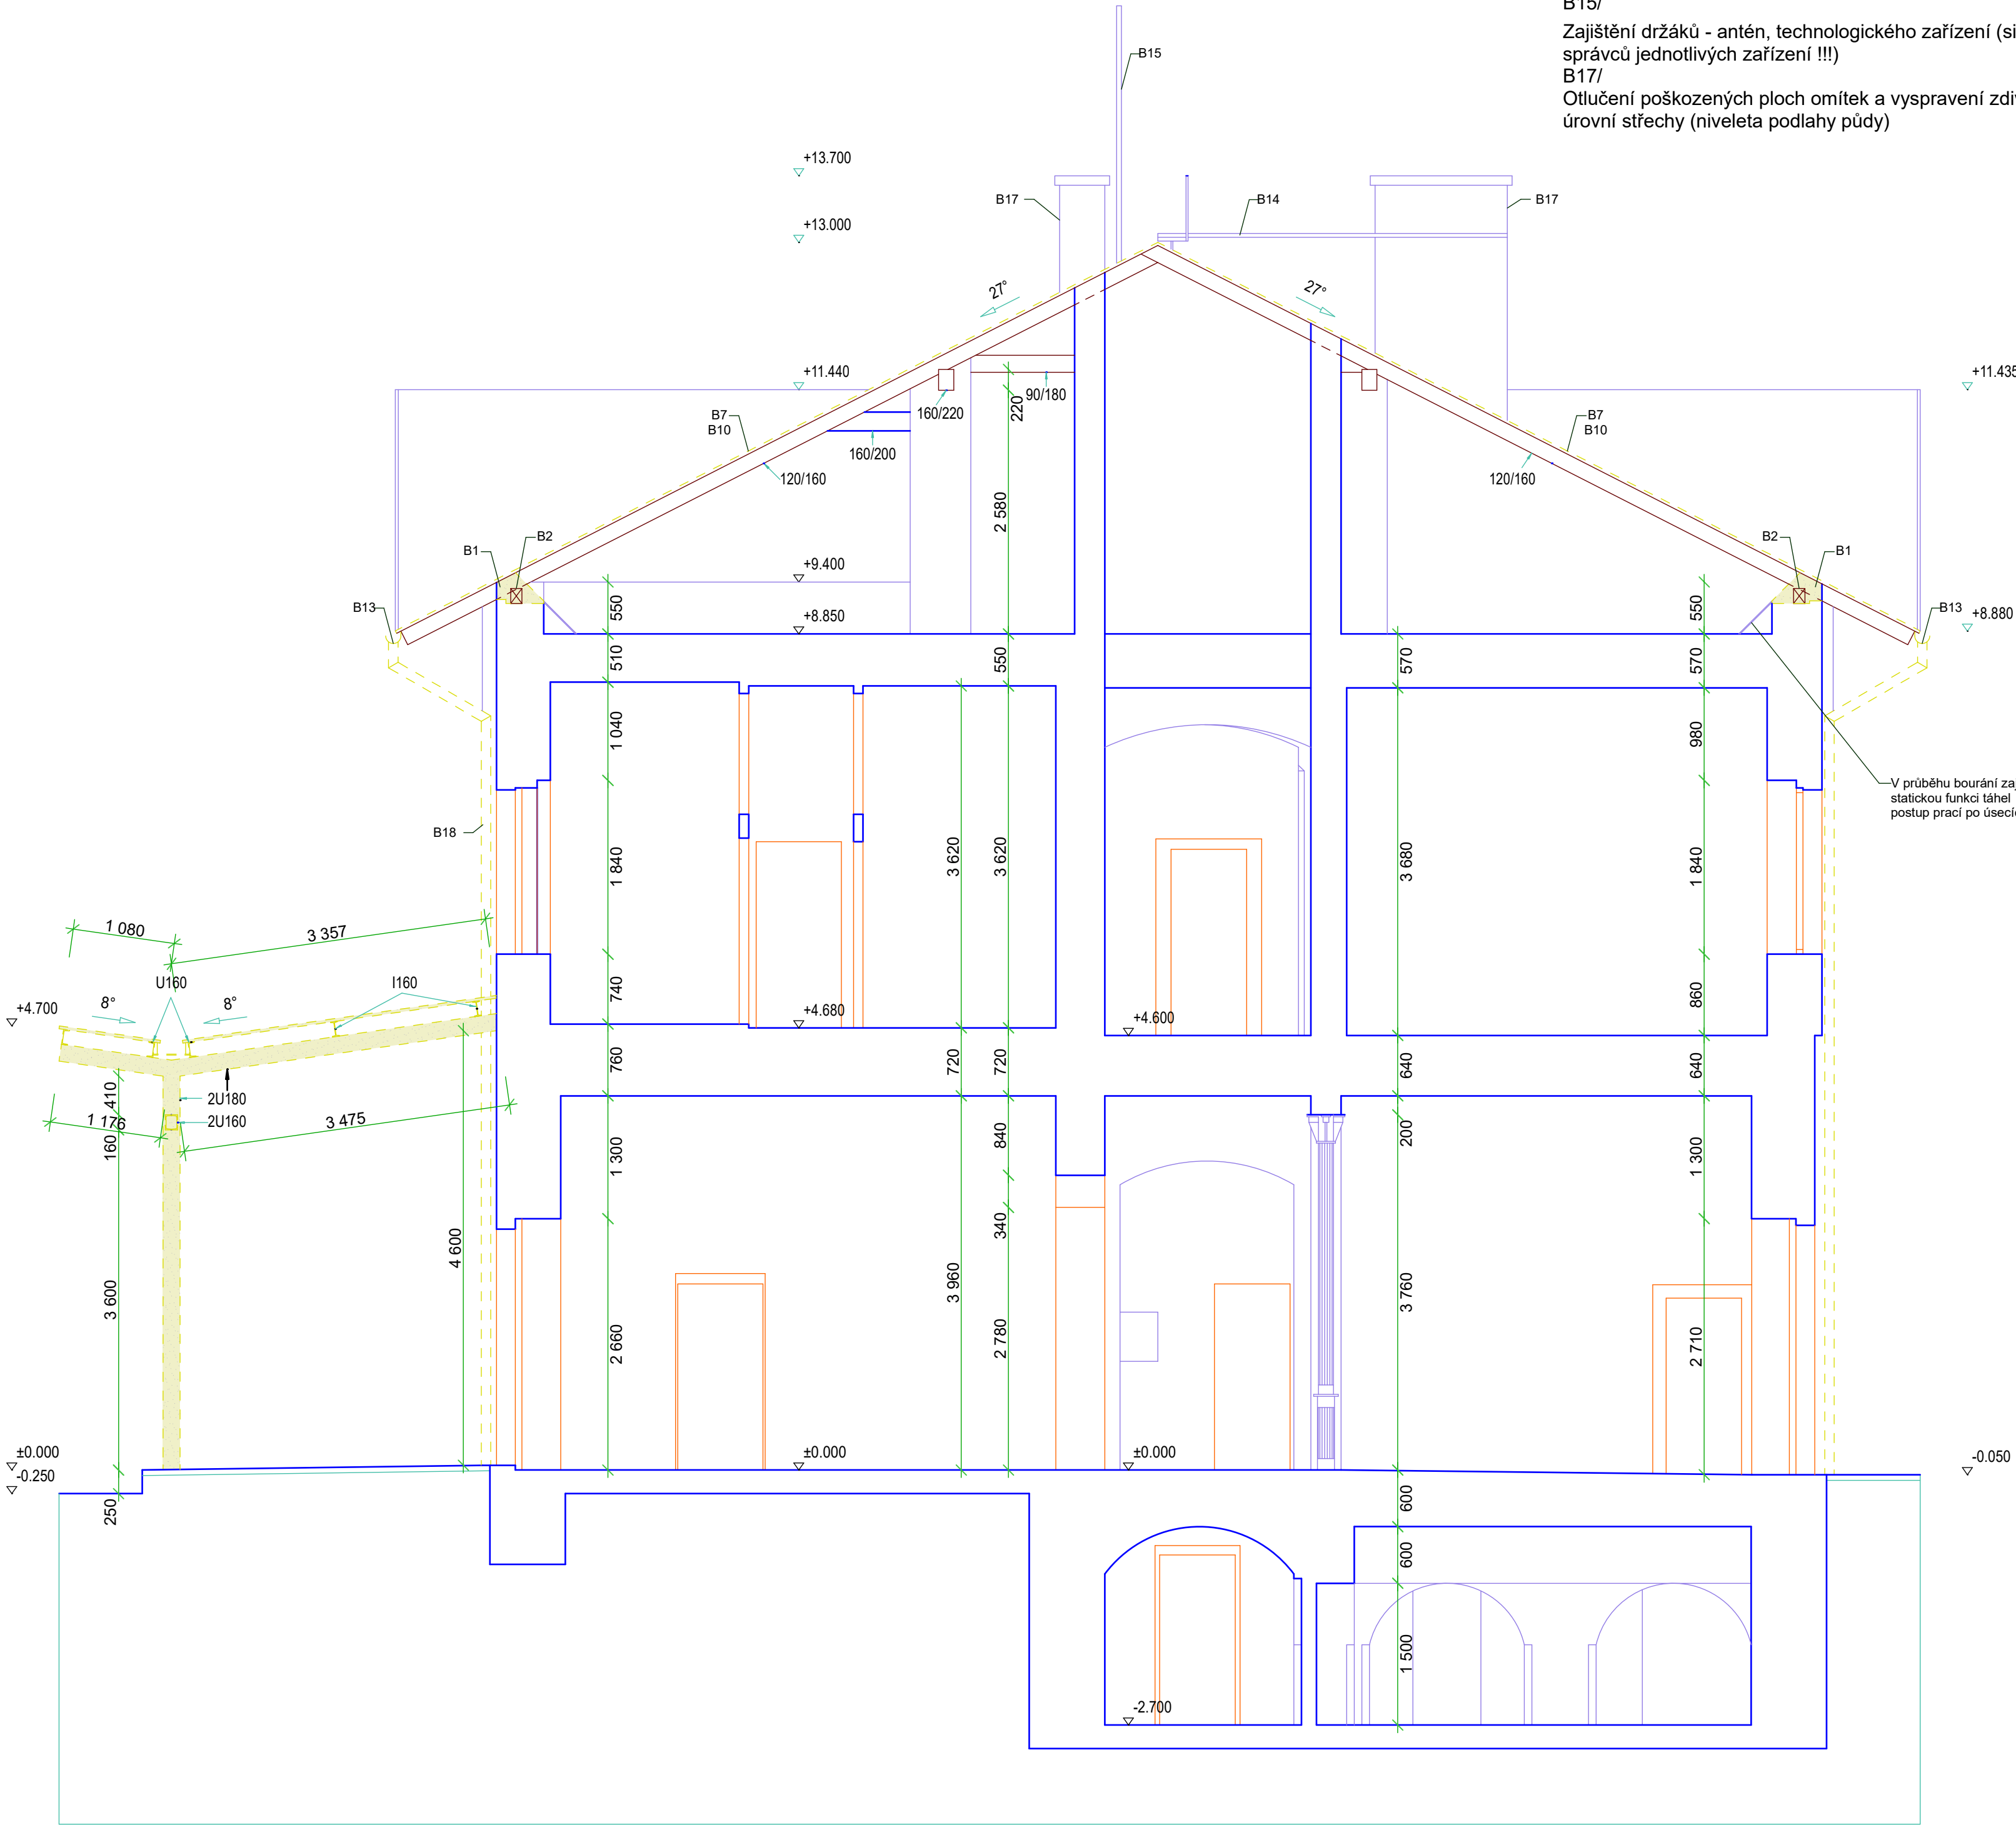 B15/
Zajištění držáků - antén, technologického zařízení (si
správců jednotlivých zařízení !!!)
B17/
Otlučení poškozených ploch omítek a vyspravení zdi
úrovní střechy (niveleta podlahy půdy)
B15
+13.700
B17
B14
B17
+13.000
27°
27°
+11.440
+11.435
90/180
220
160/220
B7
B10
B7
B10
160/200
120/160
120/160
2 580
B1
B2
B2
B1
+9.400
B13
550
+8.850
550
B13
+8.880
510
550
570
570
1 040
980
V průběhu bourání za
statickou funkci táhel
postup prací po úsecí
B18
1 840
3 620
3 620
3 680
1 840
1 080
3 357
U160
I160
+4.700
8°
8°
740
+4.680
+4.600
860
760
720
720
640
640
410
2U180
1 176
2U160
3 475
160
1 300
840
200
1 300
4 600
340
3 600
2 660
3 960
2 780
3 760
2 710
±0.000
-0.250
±0.000
±0.000
-0.050
250
600
600
1 500
-2.700